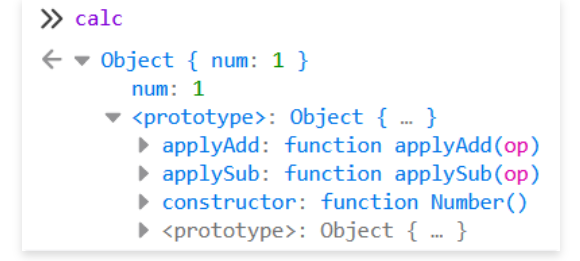 >> calc
← ▼ Object { num: 1 }
num: 1
▼ <prototype>: Object { … }
▶ applyAdd: function applyAdd(op)
▶ applySub: function applySub(op)
▶ constructor: function Number()
▶ <prototype>: Object { … }